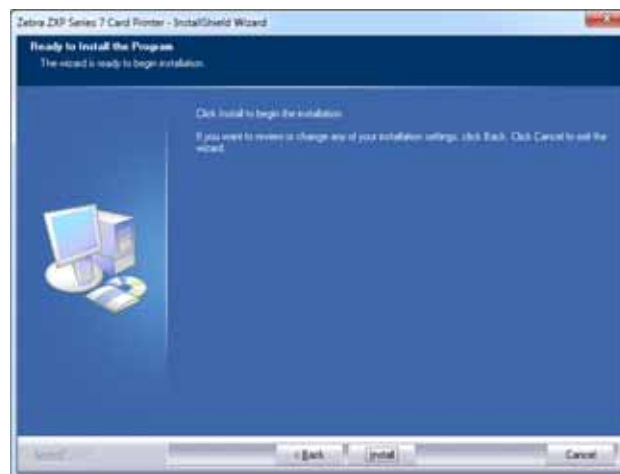 Zebra ZXP Series 7 Card Printer - InstallShield Wizard
Ready to Install the Program
The wizard is ready to begin installation.
Click Install to begin the installation.
If you want to review or change any of your installation settings, click Back. Click Cancel to exit the
wizard.
< Back
Install
Cancel